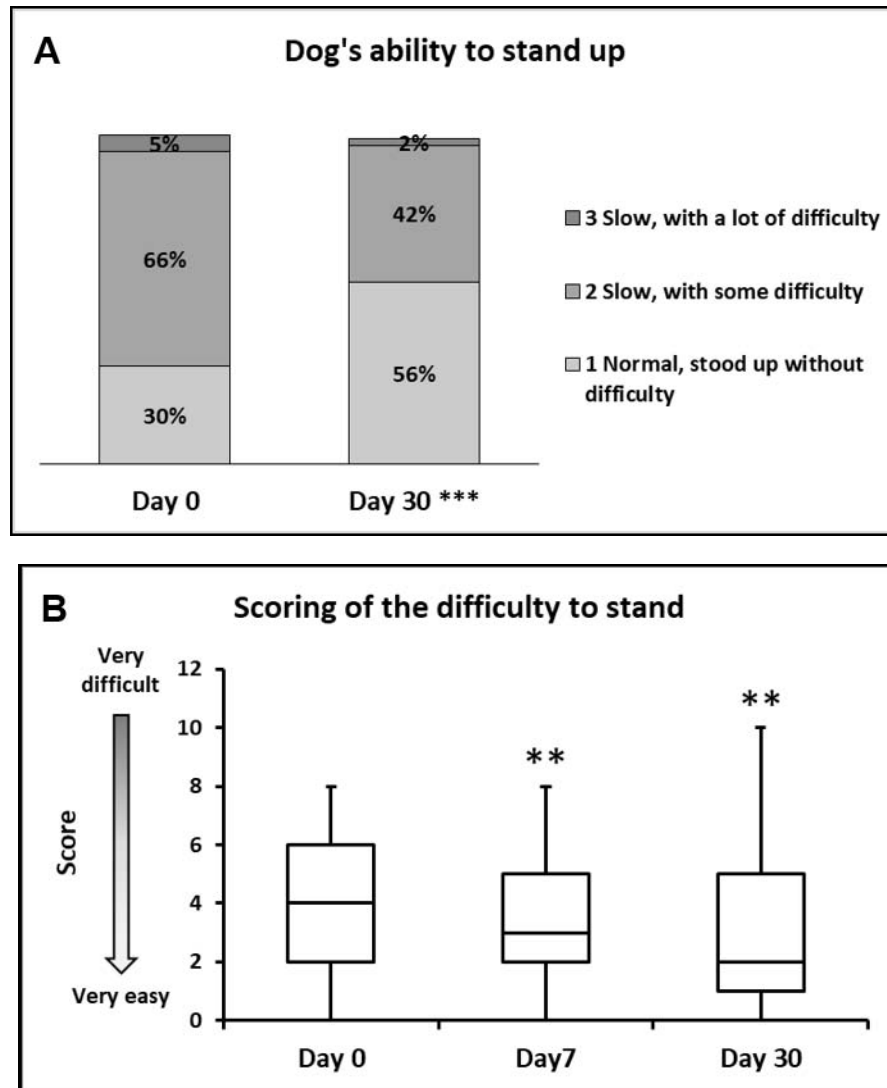 A
Dog's ability to stand up
5%
2%
66%
42%
30%
56%
3 Slow, with a lot of difficulty
2 Slow, with some difficulty
1 Normal, stood up without
difficulty
Day 0
Day 30 ***
B
Scoring of the difficulty to stand
Very
difficult
Score
Very easy
12
10
8
6
4
2
0
**
**
Day 0
Day7
Day 30